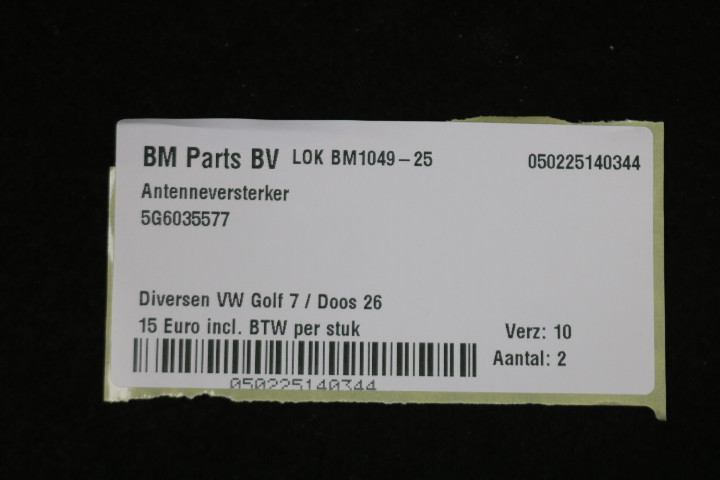 BM Parts BV LOK BM1049-25 050225140344
Antenneversterker
5G6035577
Diversen VW Golf 7 / Doos 26
15 Euro incl. BTW per stuk Verz: 10
Aantal: 2
050225140344